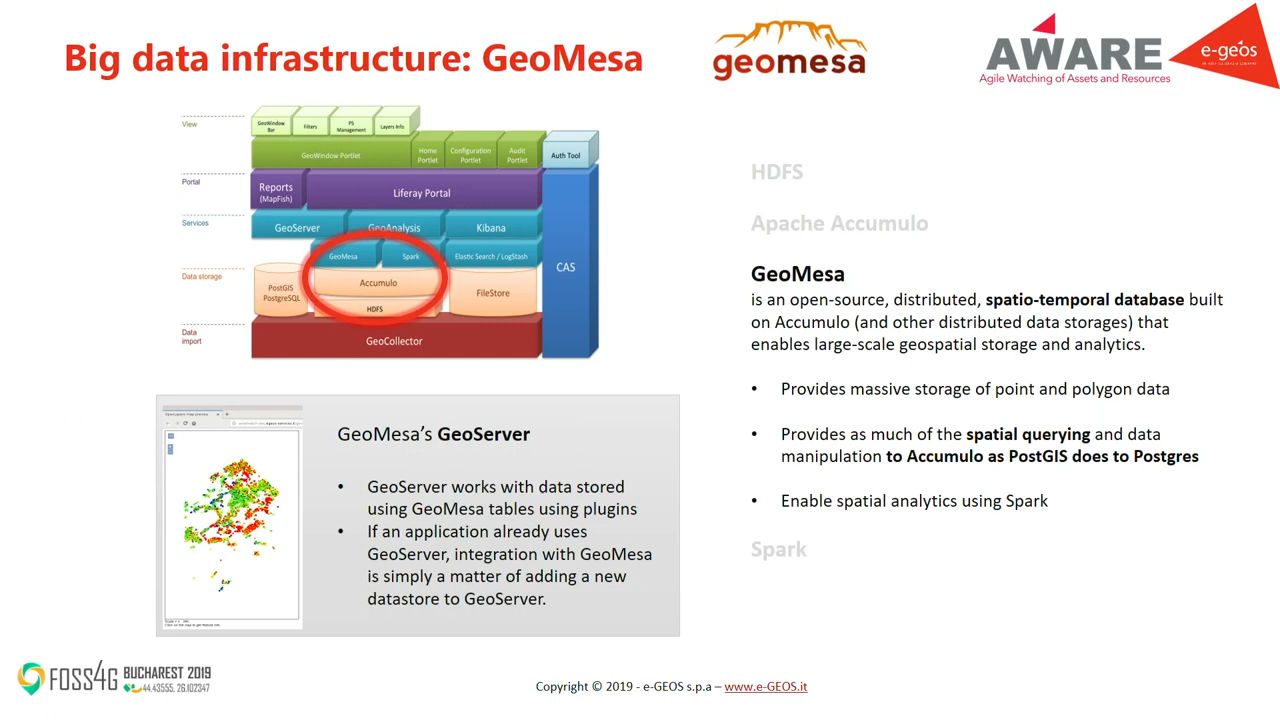 Big data infrastructure: GeoMesa
geomesa
AWARE
Agile Watching of Assets and Resources
e-geos
View
GeoWindow
Bar
Filters
PS
Management
Layers Info
GeoWindow Portlet
Home
Portlet
Configuration
Portlet
Audit
Portlet
Auth Tool
Portal
Reports
(MapFish)
Liferay Portal
Services
GeoServer
GeoAnalysis
Kibana
GeoMesa
Spark
Elastic Search / LogStash
CAS
Data storage
PostGIS
PostgreSQL
Accumulo
HDFS
FileStore
Data
import
GeoCollector
HDFS
Apache Accumulo
GeoMesa
is an open-source, distributed, spatio-temporal database built
on Accumulo (and other distributed data storages) that
enables large-scale geospatial storage and analytics.
• Provides massive storage of point and polygon data
• Provides as much of the spatial querying and data
manipulation to Accumulo as PostGIS does to Postgres
• Enable spatial analytics using Spark
Spark
GeoMesa's GeoServer
• GeoServer works with data stored
using GeoMesa tables using plugins
• If an application already uses
GeoServer, integration with GeoMesa
is simply a matter of adding a new
datastore to GeoServer.
FOSS4G BUCHAREST 2019
44.43555. 26.102347
Copyright © 2019 - e-GEOS s.p.a – www.e-GEOS.it